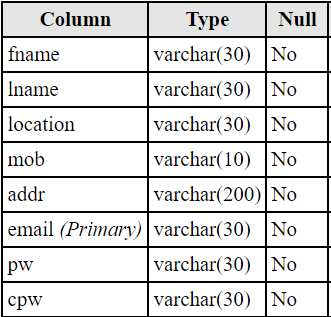 Column Type Null
fname varchar(30) No
lname varchar(30) No
location varchar(30) No
mob varchar(10) No
addr varchar(200) No
email (Primary) varchar(30) No
pw varchar(30) No
cpw varchar(30) No